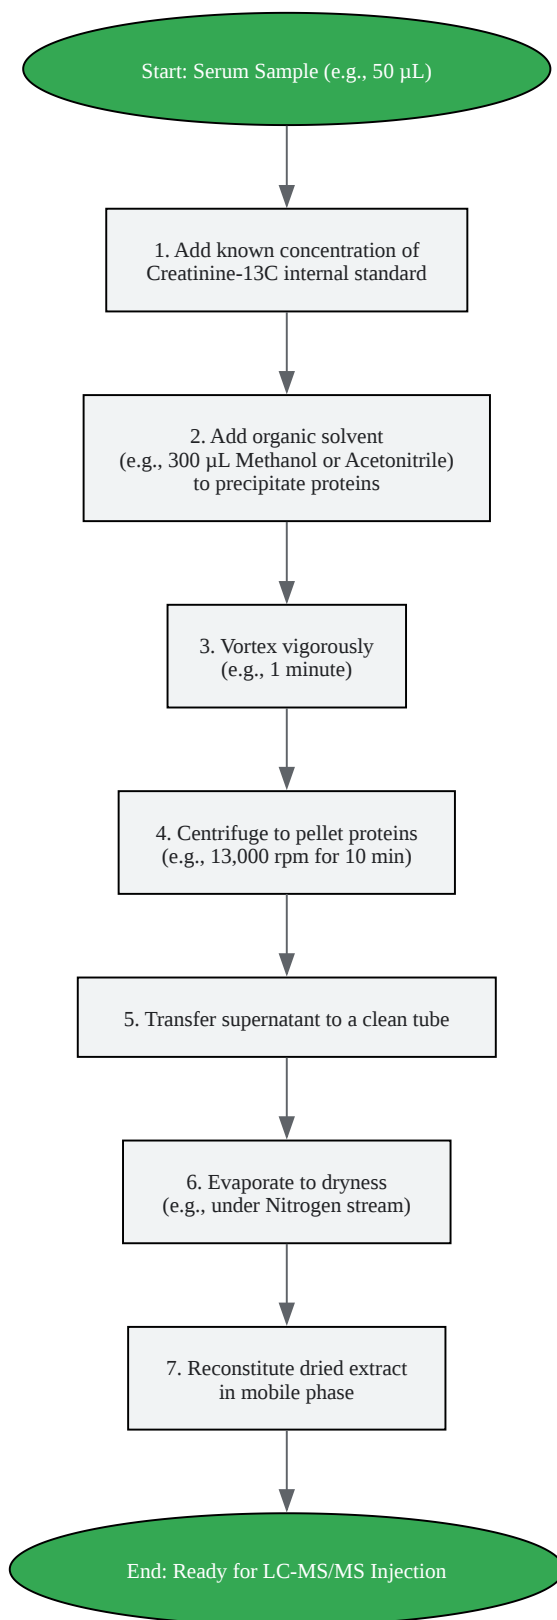 Start: Serum Sample (e.g., 50 µL)
1. Add known concentration of
Creatinine-13C internal standard
2. Add organic solvent
(e.g., 300 µL Methanol or Acetonitrile)
to precipitate proteins
3. Vortex vigorously
(e.g., 1 minute)
4. Centrifuge to pellet proteins
(e.g., 13,000 rpm for 10 min)
5. Transfer supernatant to a clean tube
6. Evaporate to dryness
(e.g., under Nitrogen stream)
7. Reconstitute dried extract
in mobile phase
End: Ready for LC-MS/MS Injection